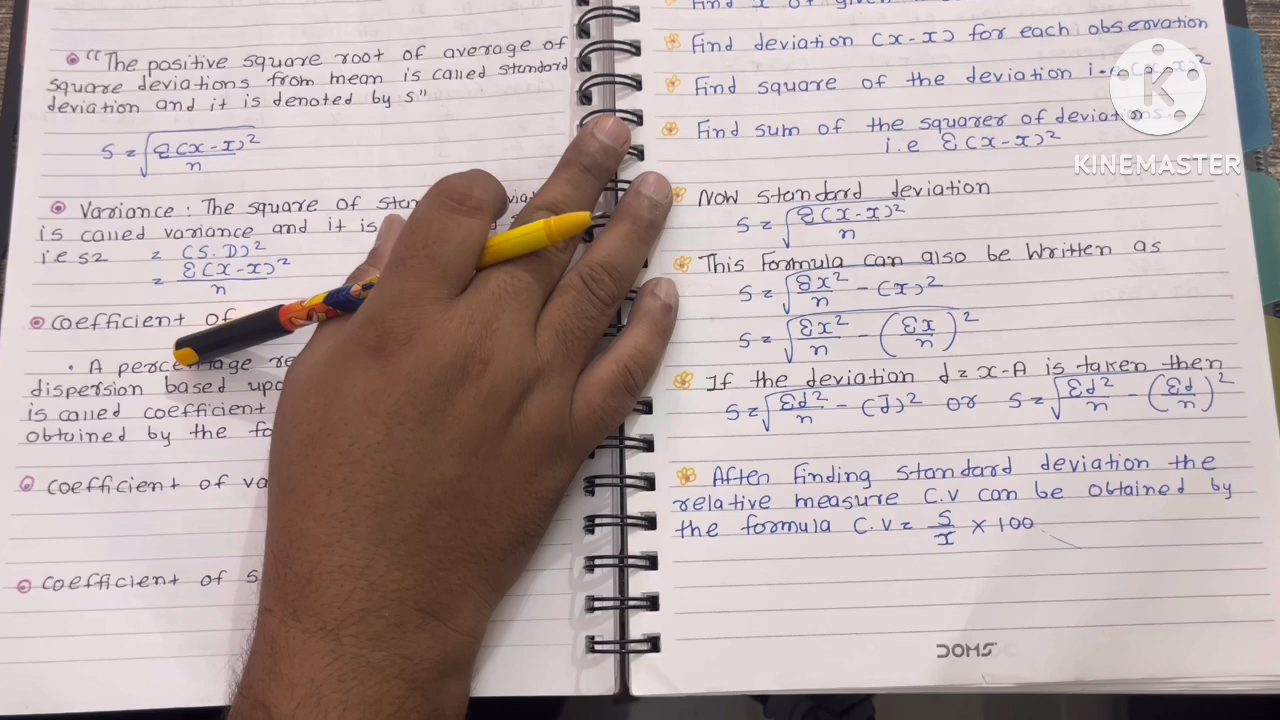 "The positive square root of average of
square deviations from mean is called standard
deviation and it is denoted by s"
S = √Σ(x-x)²/n
Variance : The square of
is called variance and it is
i.e s2 = (S.D)²
= Σ(x-x)²/n
coefficient of
. A percentage
dispersion based
is called coefficient
obtained by the
coefficient of
coefficient of
Find deviation (x-x) for each observation
Find square of the deviation i.e (x-x)²
Find sum of the squares of deviations.
i.e Σ(x-x)²
Now standard deviation
S = √Σ(x-x)²/n
This Formula can also be written as
S = √Σx²/n - (x)²
S = √Σx²/n - (Σx/n)²
If the deviation d = x-A is taken then
S = √Σd²/n - (d)² or S = √Σd²/n - (Σd/n)²
After Finding standard deviation the
relative measure C.V can be obtained by
the formula C.V = S/x × 100
DOMS
KINEMASTER